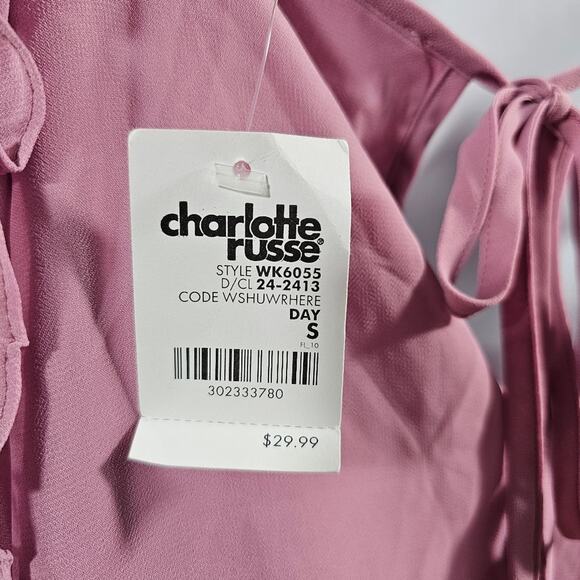 charlotte
russe®
STYLE WK6055
D/CL 24-2413
CODE WSHUWRHERE
DAY
S
FL_10
302333780
$29.99